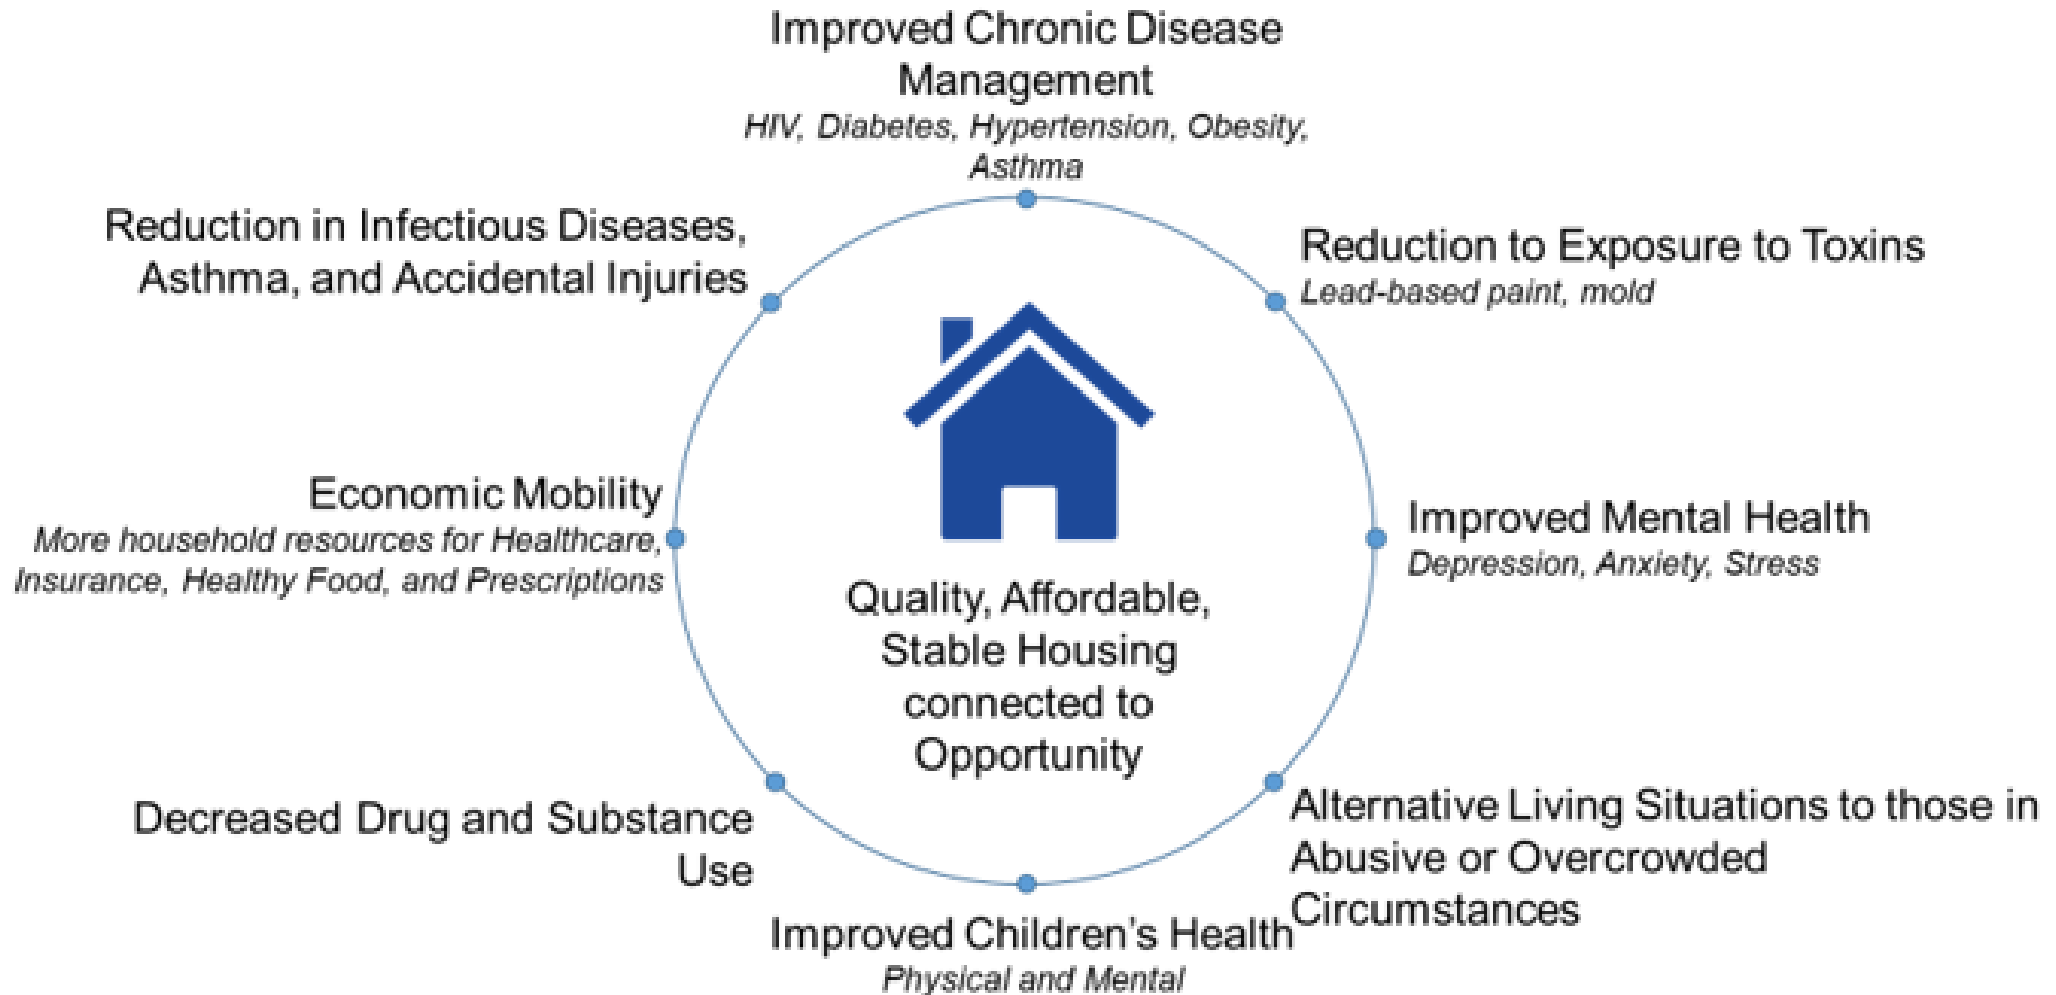 Improved Chronic Disease
Management
HIV, Diabetes, Hypertension, Obesity,
Asthma
Reduction to Exposure to Toxins
Lead-based paint, mold
Improved Mental Health
Depression, Anxiety, Stress
Alternative Living Situations to those in
Abusive or Overcrowded
Circumstances
Improved Children's Health
Physical and Mental
Decreased Drug and Substance
Use
Economic Mobility
More household resources for Healthcare,
Insurance, Healthy Food, and Prescriptions
Reduction in Infectious Diseases,
Asthma, and Accidental Injuries
Quality, Affordable,
Stable Housing
connected to
Opportunity